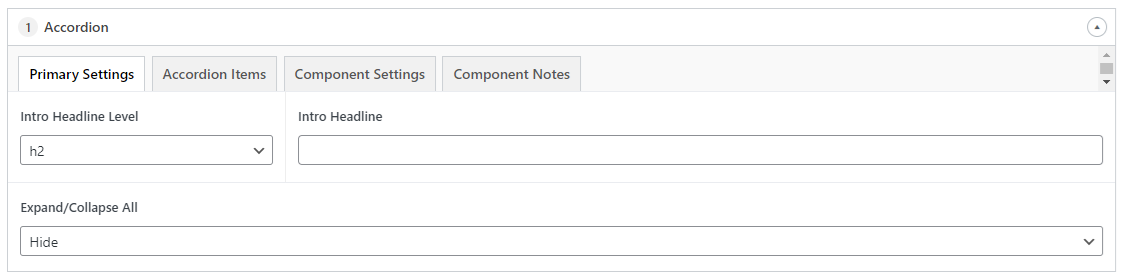 1 Accordion
Primary Settings Accordion Items Component Settings Component Notes
Intro Headline Level Intro Headline
h2
Expand/Collapse All
Hide